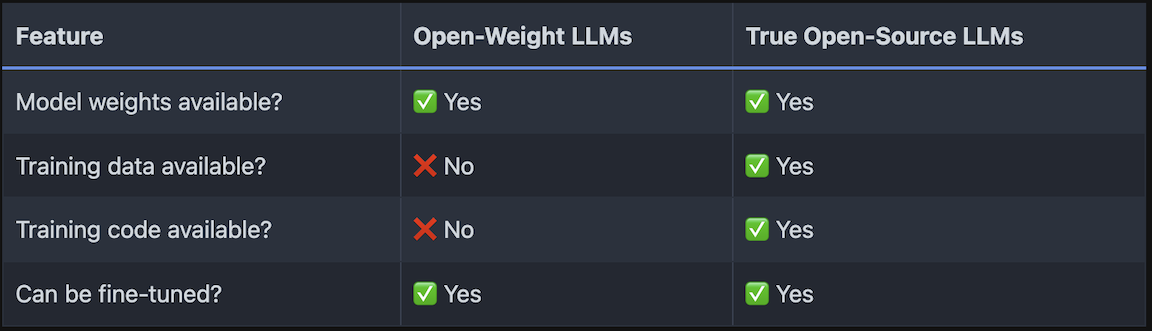 Feature Open-Weight LLMs True Open-Source LLMs
Model weights available? ✅ Yes ✅ Yes
Training data available? ❌ No ✅ Yes
Training code available? ❌ No ✅ Yes
Can be fine-tuned? ✅ Yes ✅ Yes